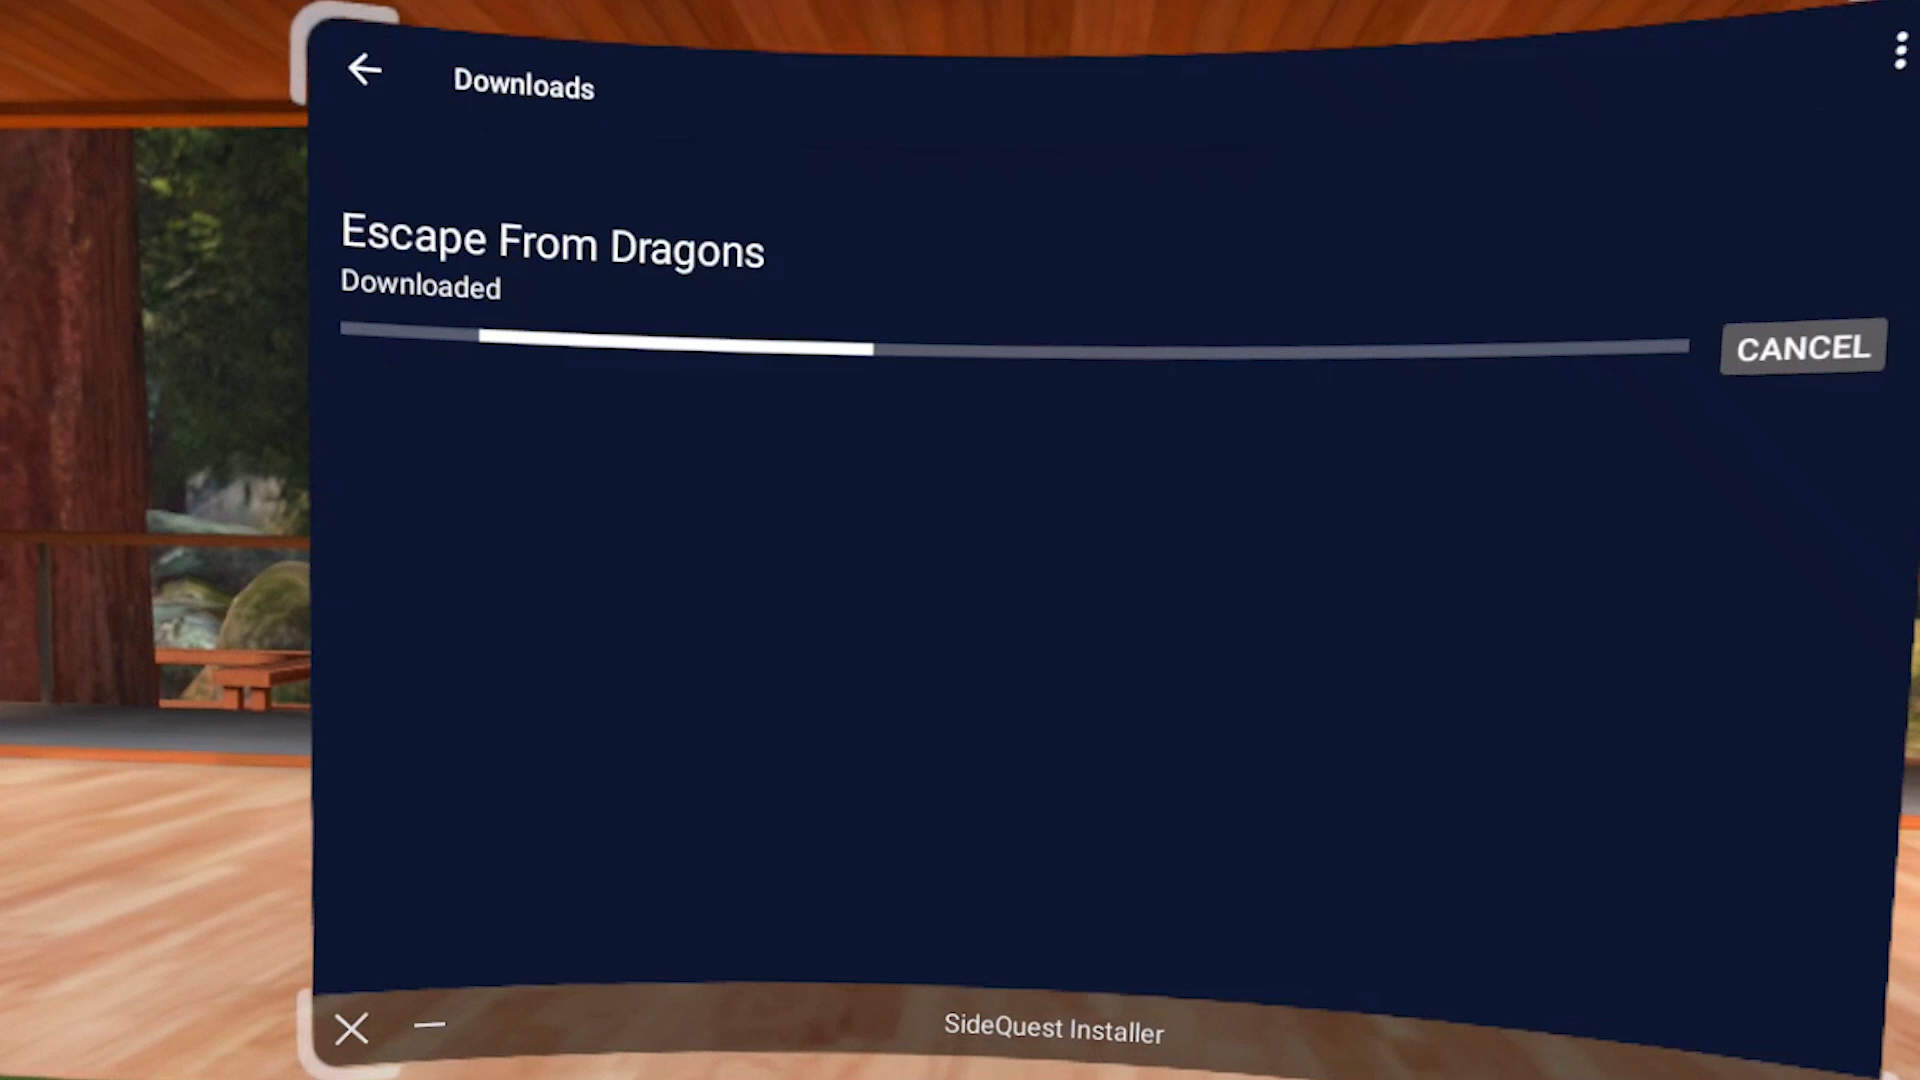 Downloads
Escape From Dragons
Downloaded
CANCEL
SideQuest Installer